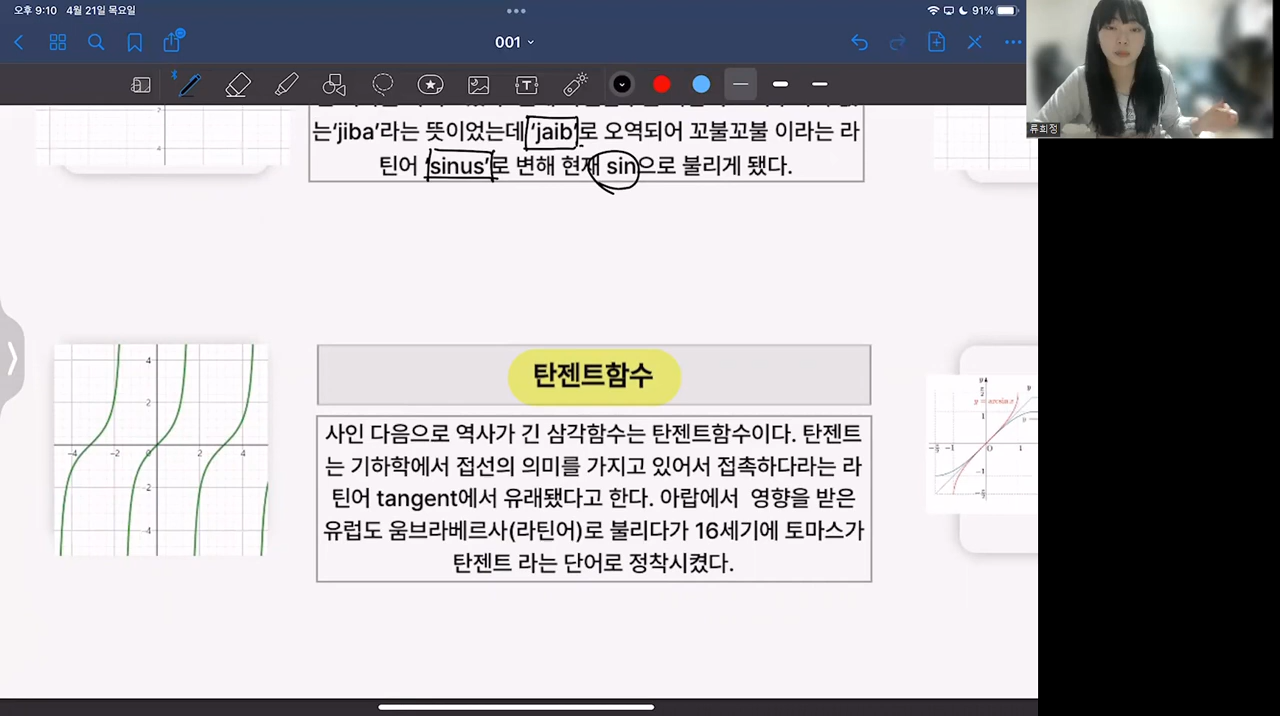 오후 9:10 4월 21일 목요일
91%
001
류희정
는‘jiba’라는 뜻이었는데 ‘jaib’로 오역되어 꼬불꼬불 이라는 라
틴어 ‘sinus’로 변해 현재 sin으로 불리게 됐다.
2
4
탄젠트함수
사인 다음으로 역사가 긴 삼각함수는 탄젠트함수이다. 탄젠트
는 기하학에서 접선의 의미를 가지고 있어서 접촉하다라는 라
틴어 tangent에서 유래됐다고 한다. 아랍에서 영향을 받은
유럽도 움브라베르사(라틴어)로 불리다가 16세기에 토마스가
탄젠트 라는 단어로 정착시켰다.
4
2
-4 -2 2 4
-2
-4
y
y = arcsin x
1
-1 O 1
-1